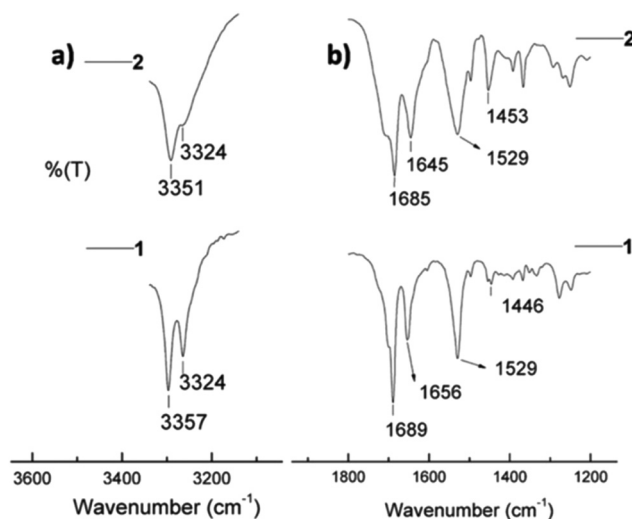 a)
2
3324
3351
%(T)
1
3324
3357
3600 3400 3200
Wavenumber (cm⁻¹)
b)
2
1453
1645
1529
1685
1
1446
1656
1529
1689
1800 1600 1400 1200
Wavenumber (cm⁻¹)